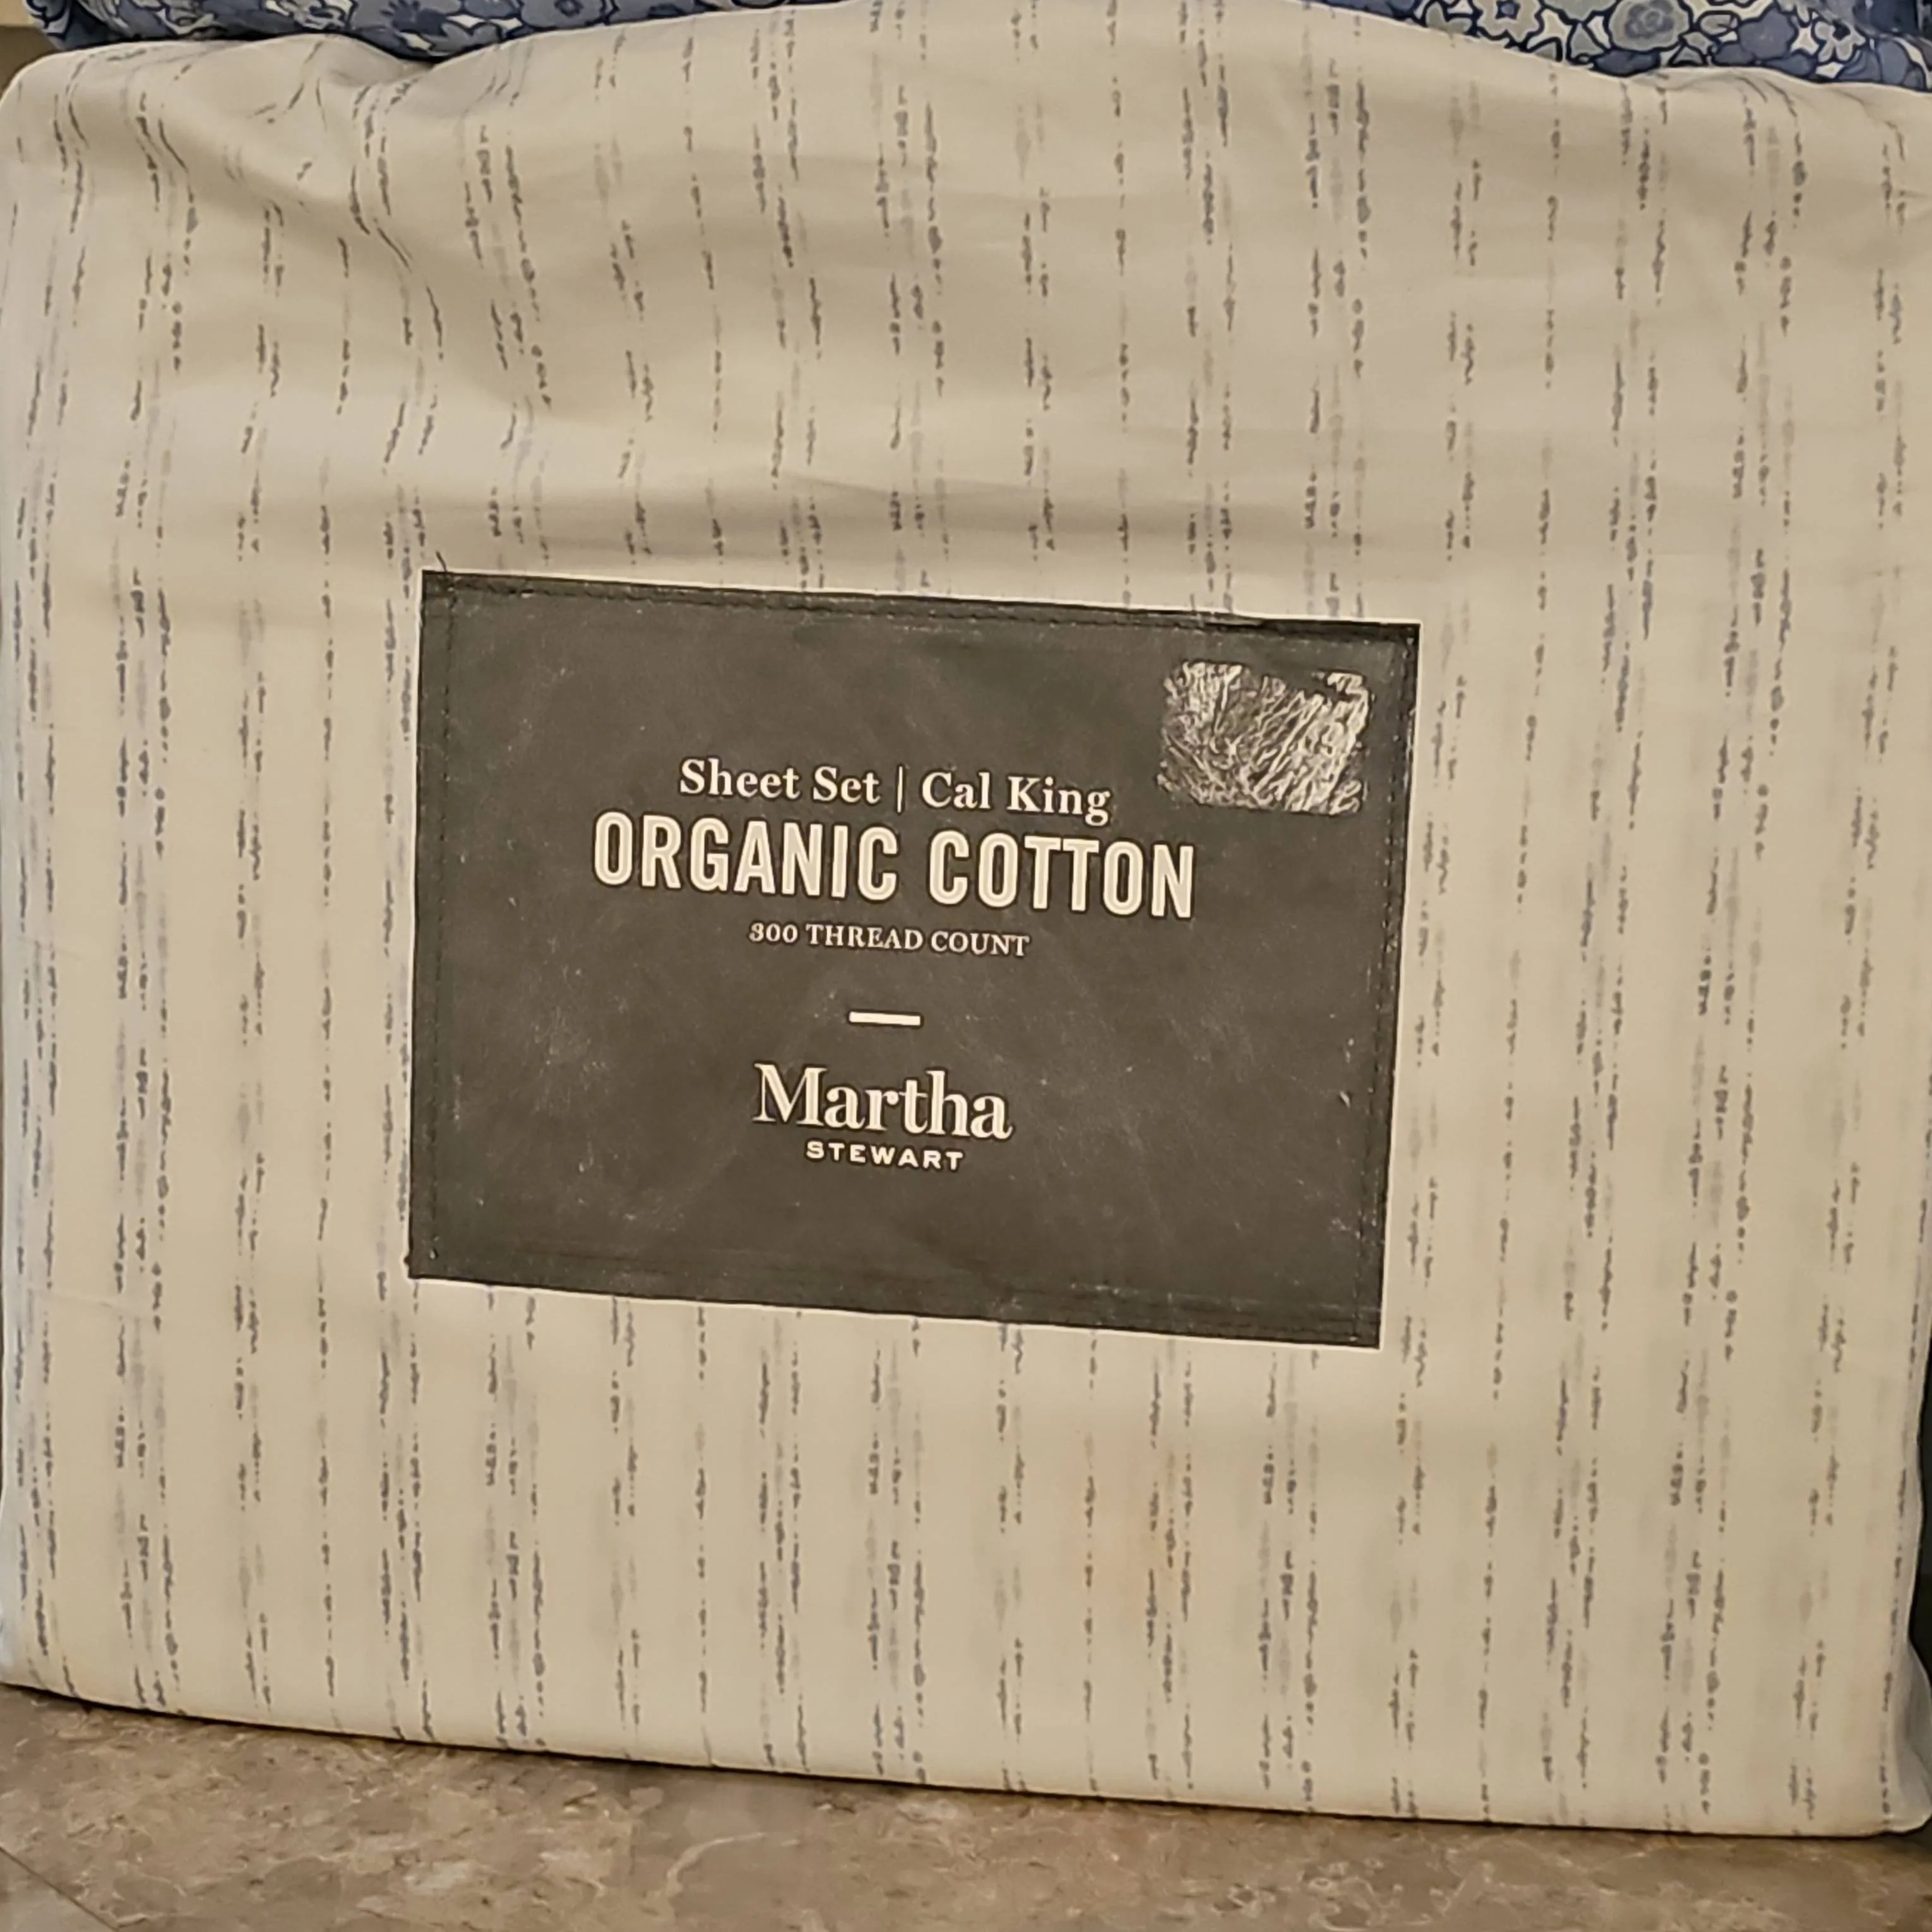 Sheet Set | Cal King
ORGANIC COTTON
300 THREAD COUNT
Martha
STEWART